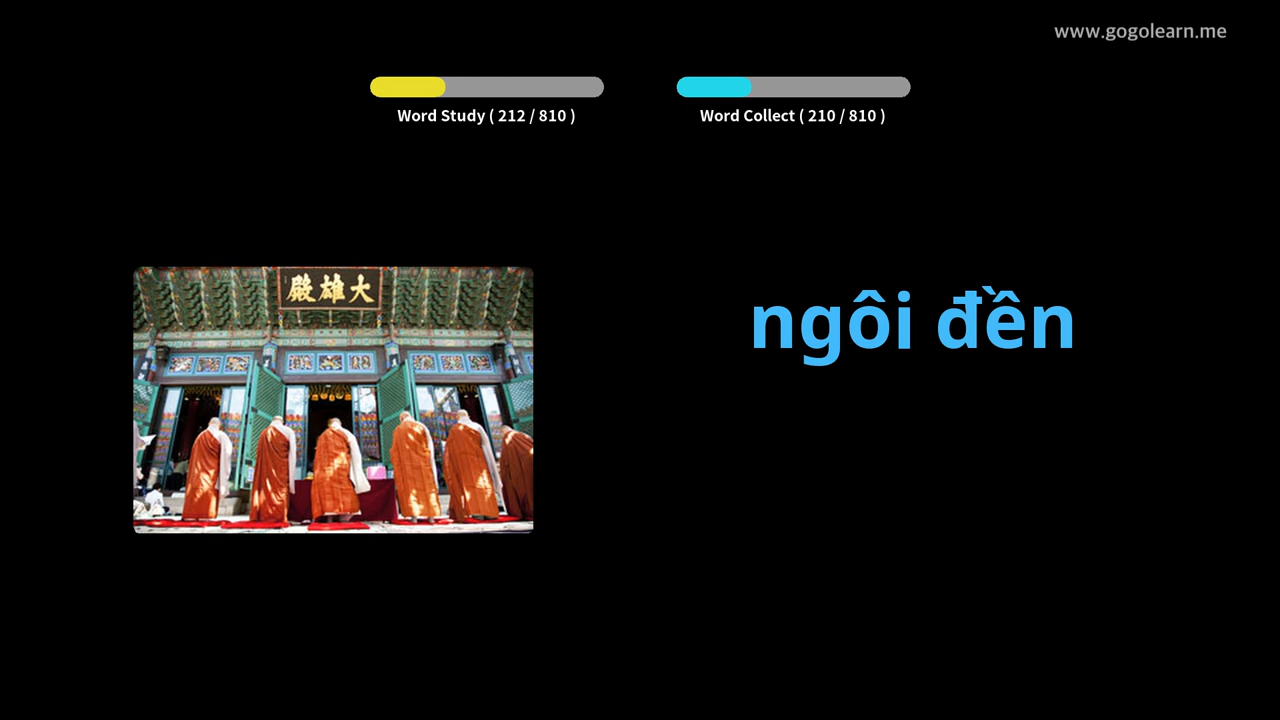 www.gogolearn.me
Word Study ( 212 / 810 )
Word Collect ( 210 / 810 )
殿雄大
ngôi đền